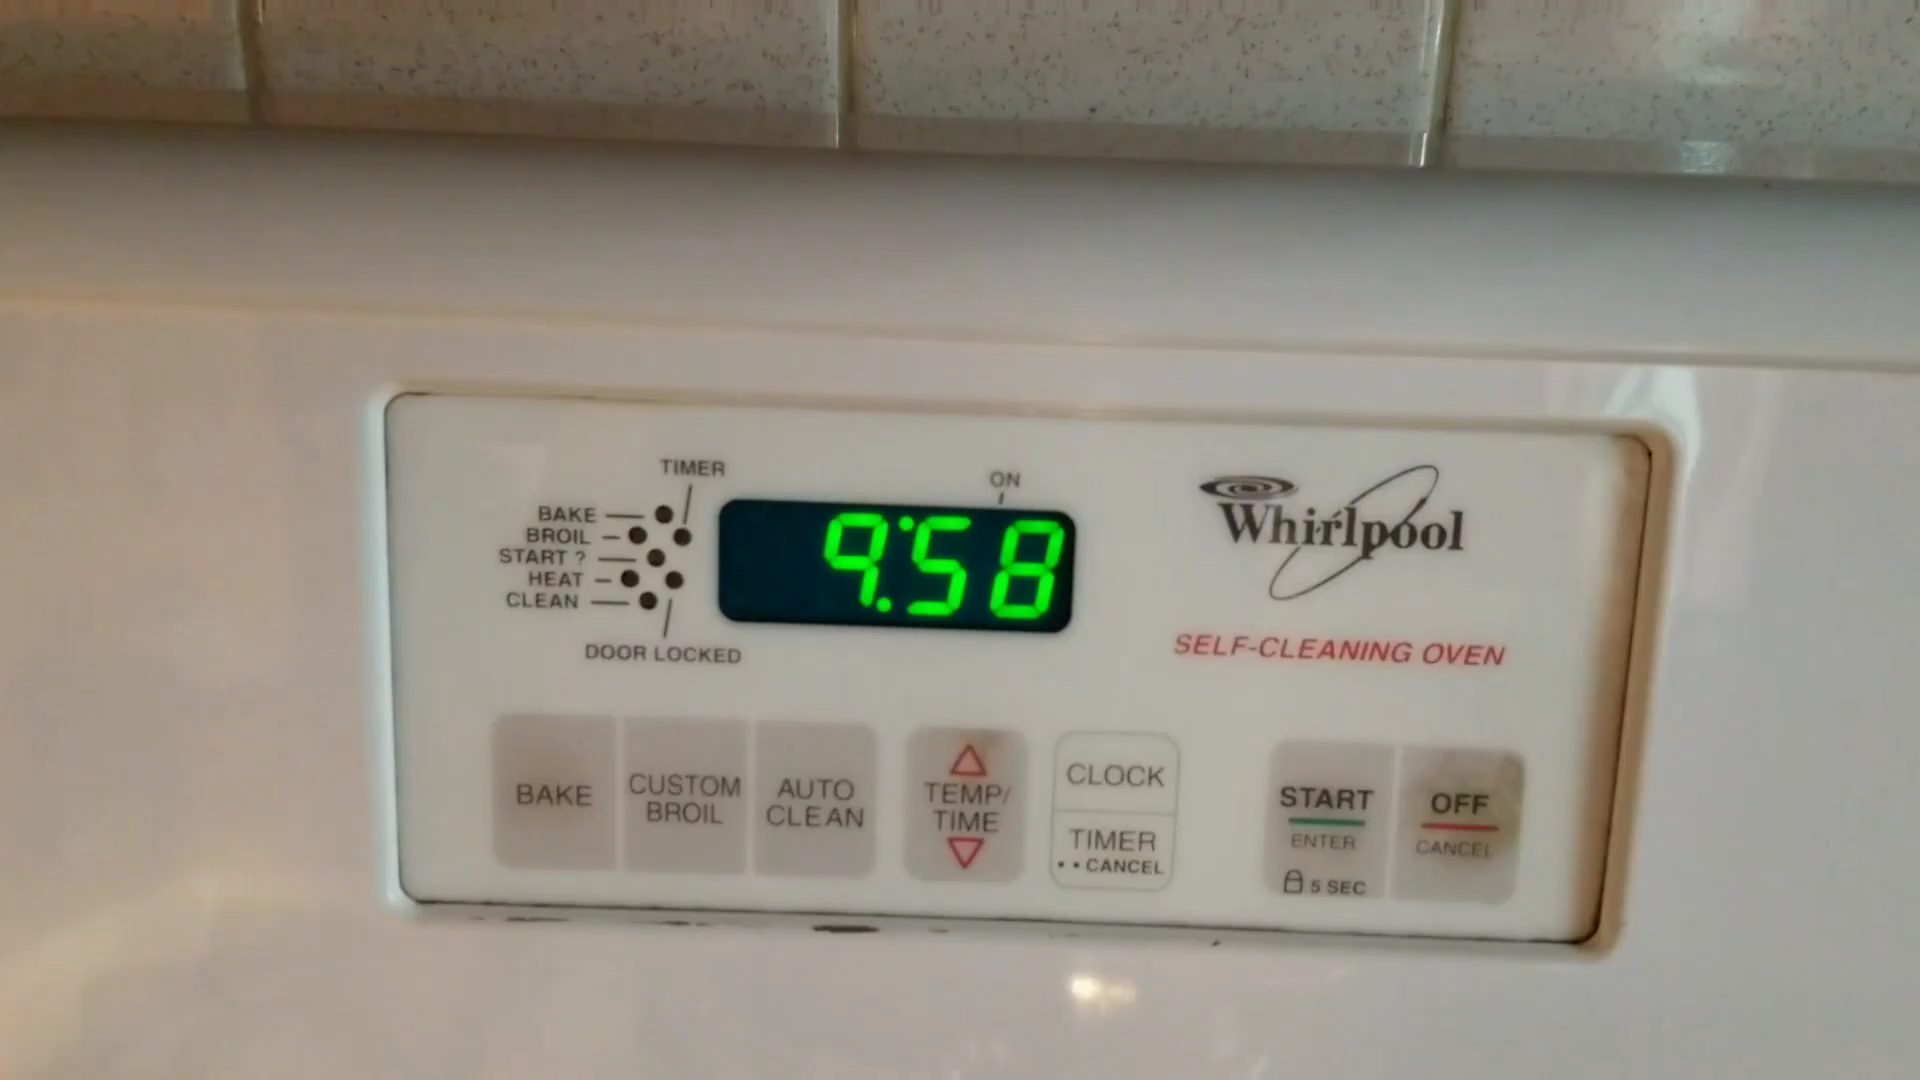 TIMER
ON
BAKE
BROIL
START ?
HEAT
CLEAN
DOOR LOCKED
9:58
Whirlpool
SELF-CLEANING OVEN
BAKE
CUSTOM
BROIL
AUTO
CLEAN
TEMP/
TIME
CLOCK
TIMER
••CANCEL
START
ENTER
5 SEC
OFF
CANCEL